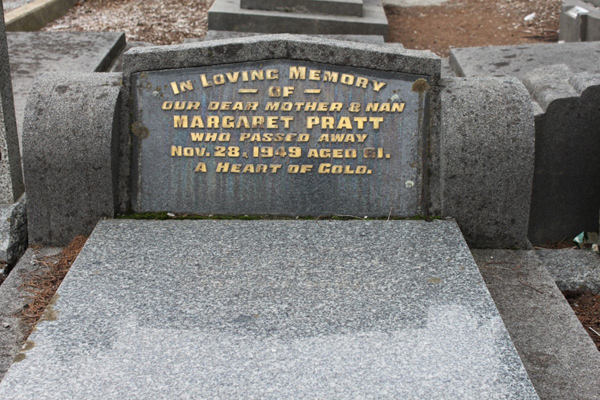 In Loving Memory
— OF —
OUR DEAR MOTHER & NAN
MARGARET PRATT
WHO PASSED AWAY
NOV. 28, 1949 AGED 61.
A HEART OF GOLD.